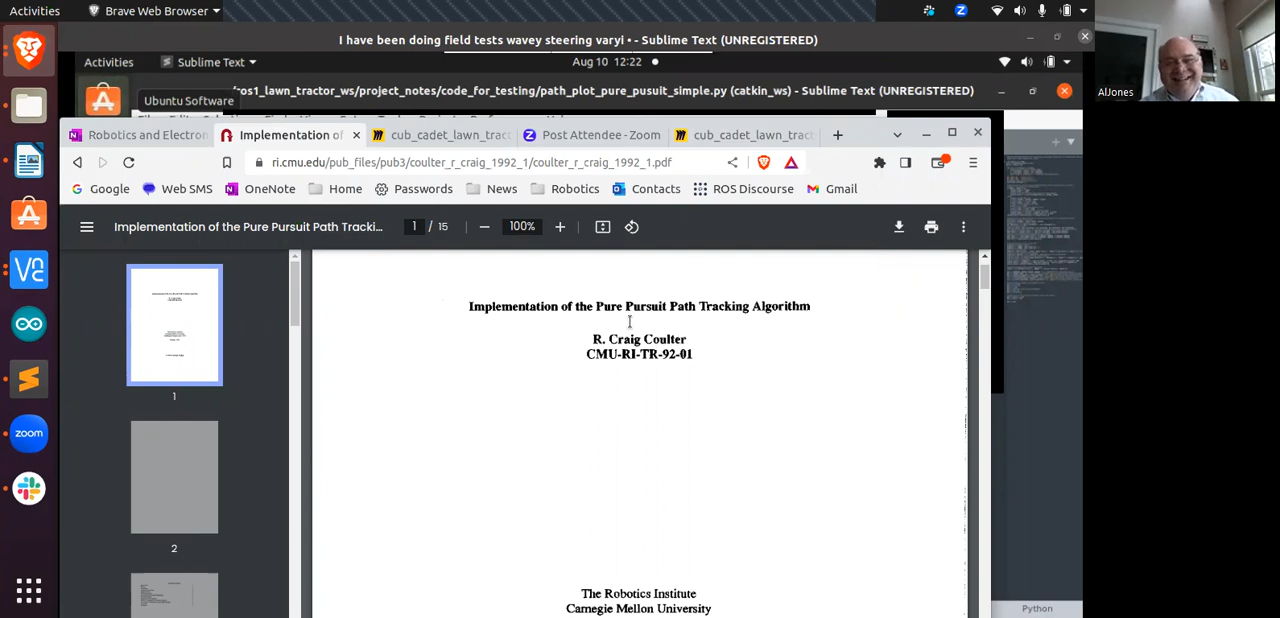 Activities Brave Web Browser
I have been doing field tests wavey steering varyi • - Sublime Text (UNREGISTERED)
Activities Sublime Text Aug 10 12:22
/ros1_lawn_tractor_ws/project_notes/code_for_testing/path_plot_pure_pusuit_simple.py (catkin_ws) - Sublime Text (UNREGISTERED)
Ubuntu Software
Robotics and Electron Implementation of cub_cadet_lawn_tract Post Attendee - Zoom cub_cadet_lawn_tract
ri.cmu.edu/pub_files/pub3/coulter_r_craig_1992_1/coulter_r_craig_1992_1.pdf
Google Web SMS OneNote Home Passwords News Robotics Contacts ROS Discourse Gmail
Implementation of the Pure Pursuit Path Tracki... 1 / 15 100%
Implementation of the Pure Pursuit Path Tracking Algorithm
R. Craig Coulter
CMU-RI-TR-92-01
The Robotics Institute
Carnegie Mellon University
1
2
zoom
Python
AlJones